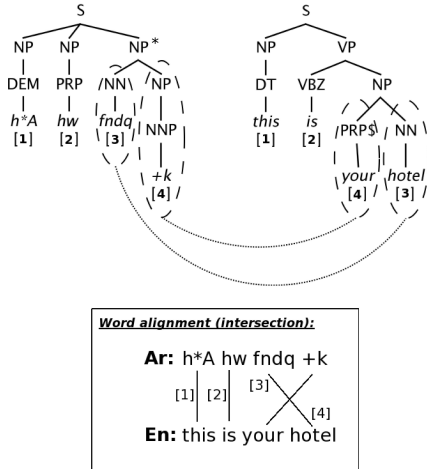 S S
NP NP NP* NP VP
DEM PRP NN NP DT VBZ NP
h*A hw fndq NNP this is PRP$ NN
[1] [2] [3] [1] [2] your hotel
+k [4] [3]
[4]
Word alignment (intersection):
Ar: h*A hw fndq +k
[1] [2] [3]
[4]
En: this is your hotel